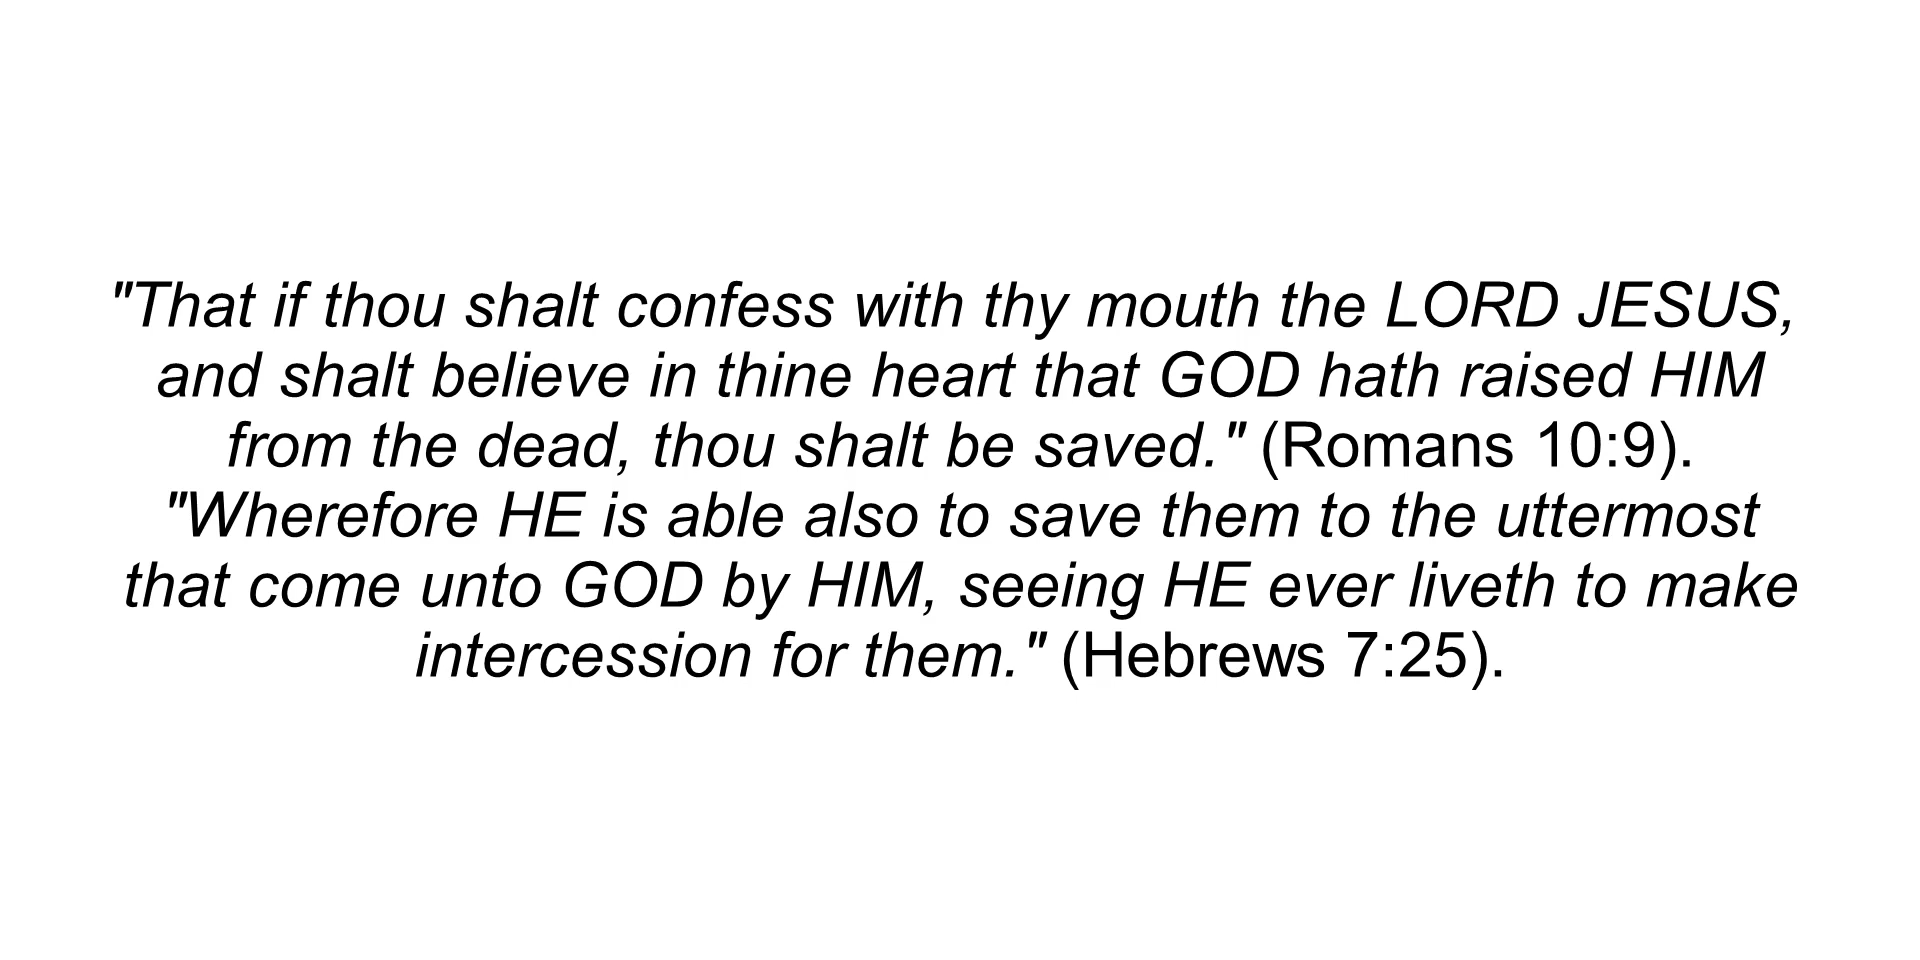 "That if thou shalt confess with thy mouth the LORD JESUS,
and shalt believe in thine heart that GOD hath raised HIM
from the dead, thou shalt be saved." (Romans 10:9).
"Wherefore HE is able also to save them to the uttermost
that come unto GOD by HIM, seeing HE ever liveth to make
intercession for them." (Hebrews 7:25).